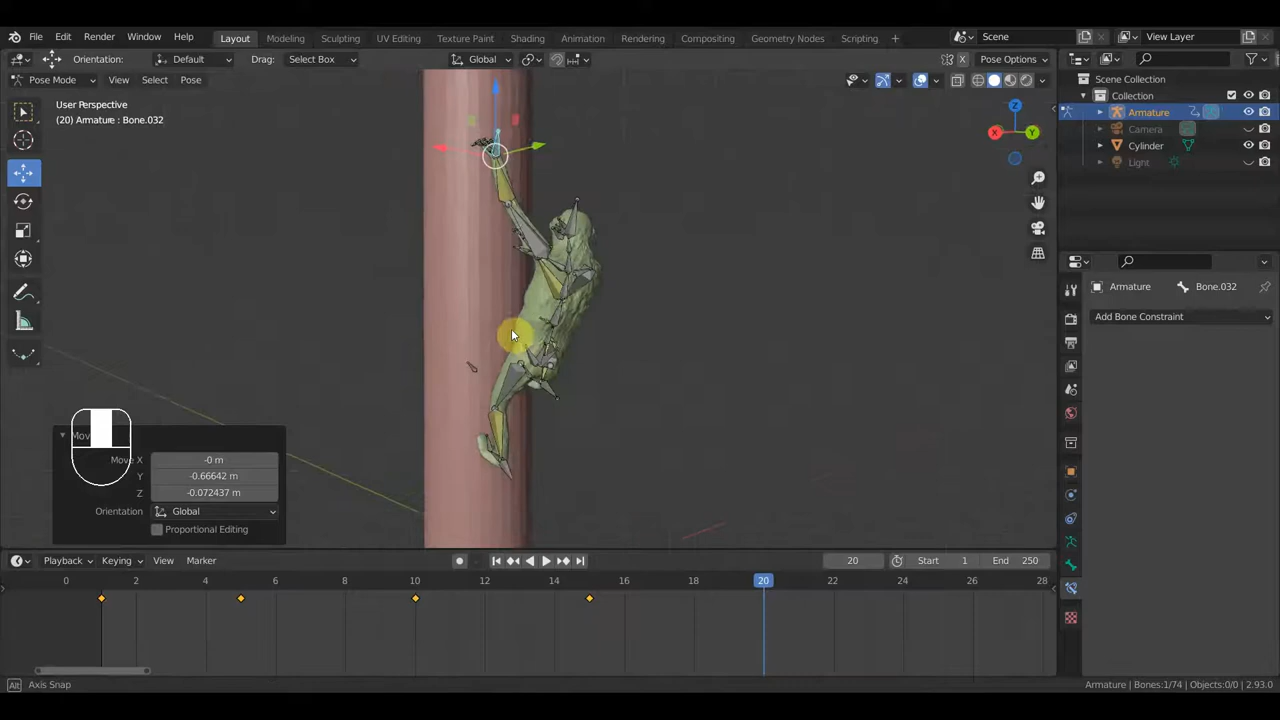 File Edit Render Window Help Layout Modeling Sculpting UV Editing Texture Paint Shading Animation Rendering Compositing Geometry Nodes Scripting + Scene View Layer
Orientation: Default Drag: Select Box Global Pose Options
Pose Mode View Select Pose
Scene Collection
Collection
Armature
Camera
Cylinder
Light
User Perspective
(20) Armature : Bone.032
Z
X
Y
Armature Bone.032
Add Bone Constraint
Mov
Move X -0 m
Y -0.66642 m
Z -0.072437 m
Orientation Global
Proportional Editing
Playback Keying View Marker 20 Start 1 End 250
0 2 4 6 8 10 12 14 16 18 20 22 24 26 28
Alt Axis Snap
Armature | Bones:1/74 | Objects:0/0 | 2.93.0